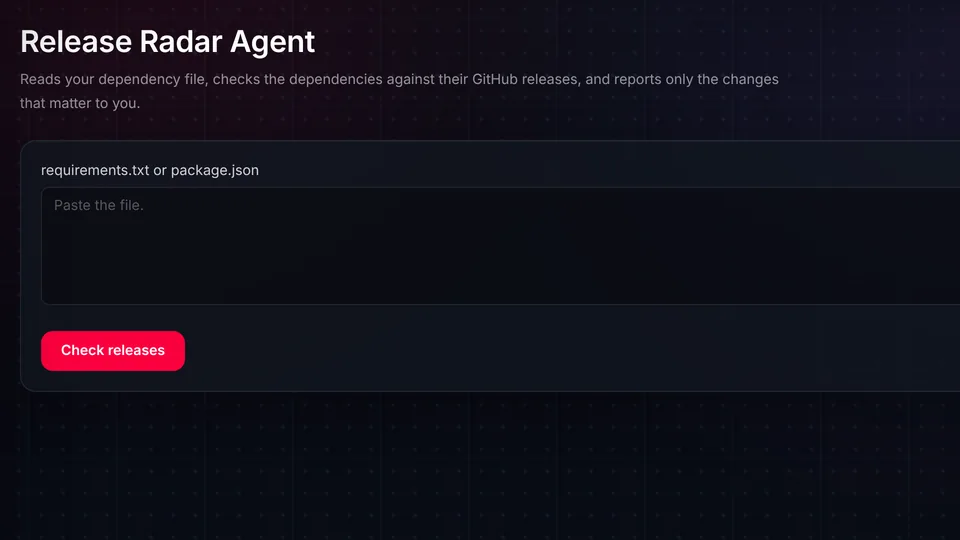 Release Radar Agent
Reads your dependency file, checks the dependencies against their GitHub releases, and reports only the changes
that matter to you.
requirements.txt or package.json
Paste the file.
Check releases